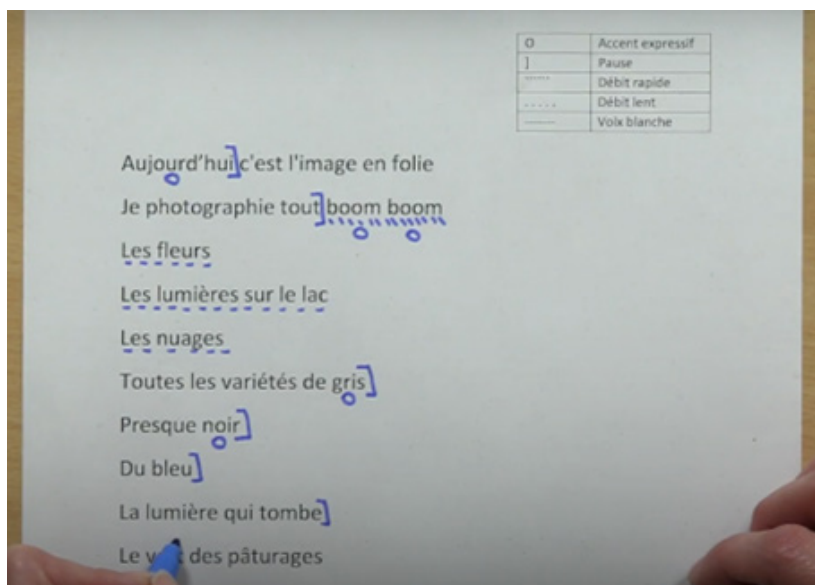 O Accent expressif
] Pause
Débit rapide
Débit lent
Voix blanche
Aujourd'hui]c'est l'image en folie
Je photographie tout]boom boom
Les fleurs
Les lumières sur le lac
Les nuages
Toutes les variétés de gris]
Presque noir]
Du bleu]
La lumière qui tombe]
Le des pâturages